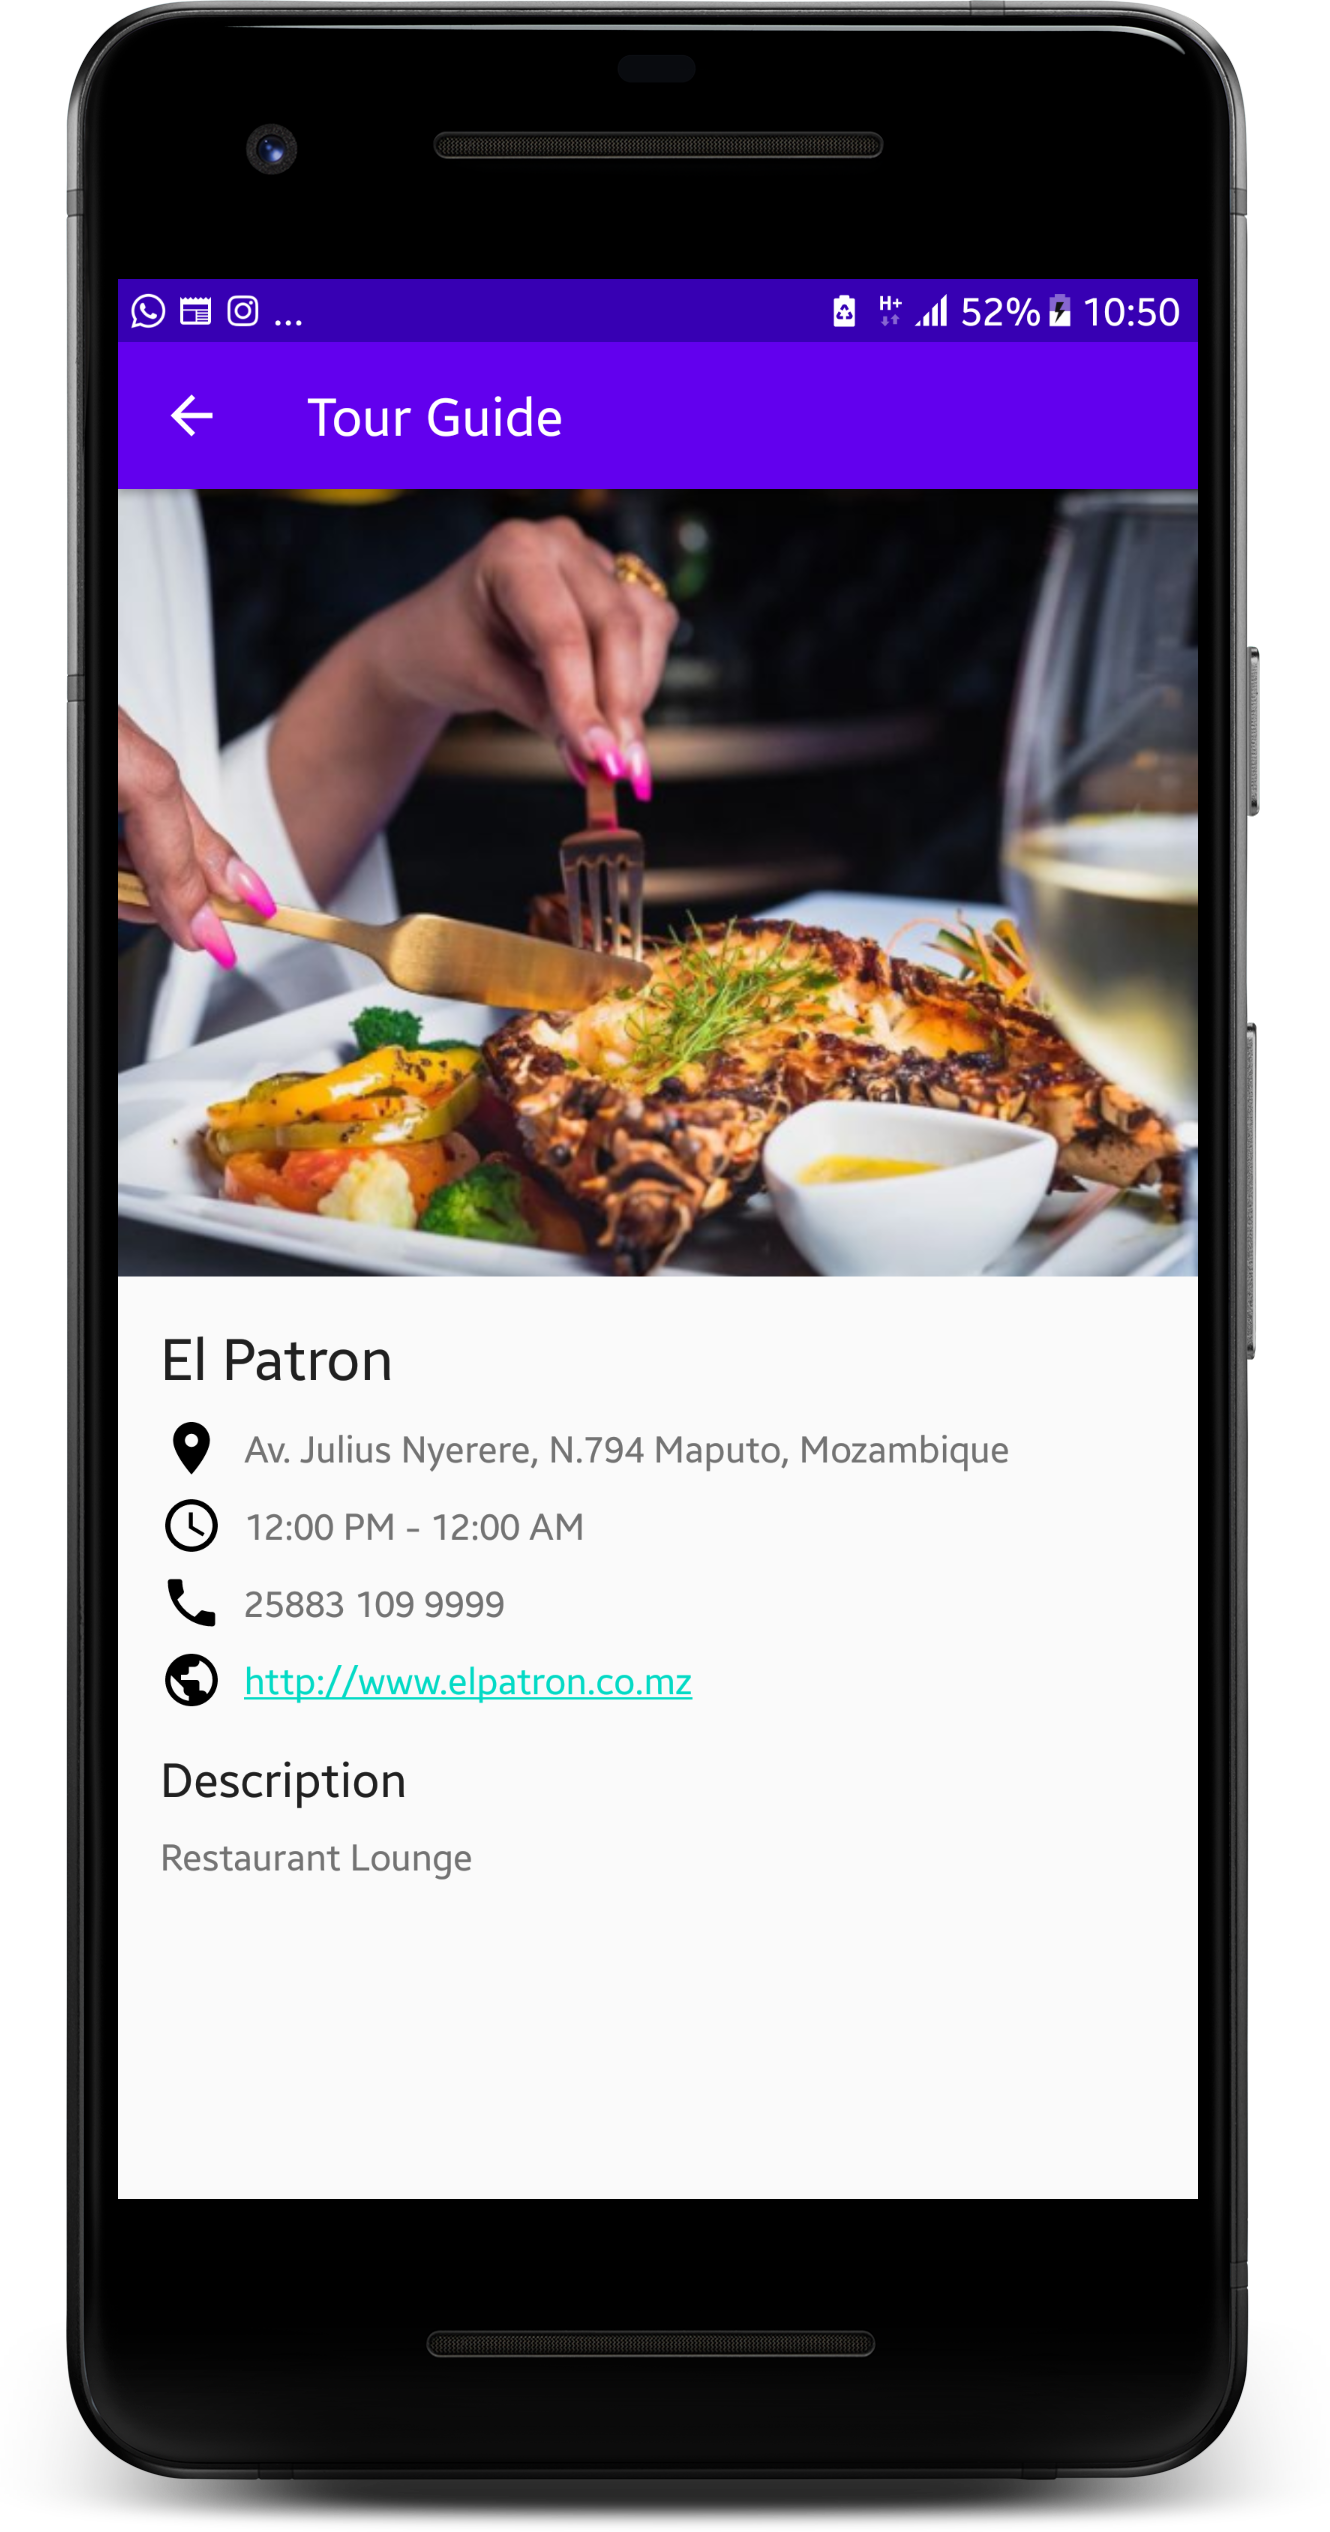 ... H+ 52% 10:50
Tour Guide
El Patron
Av. Julius Nyerere, N.794 Maputo, Mozambique
12:00 PM - 12:00 AM
25883 109 9999
http://www.elpatron.co.mz
Description
Restaurant Lounge